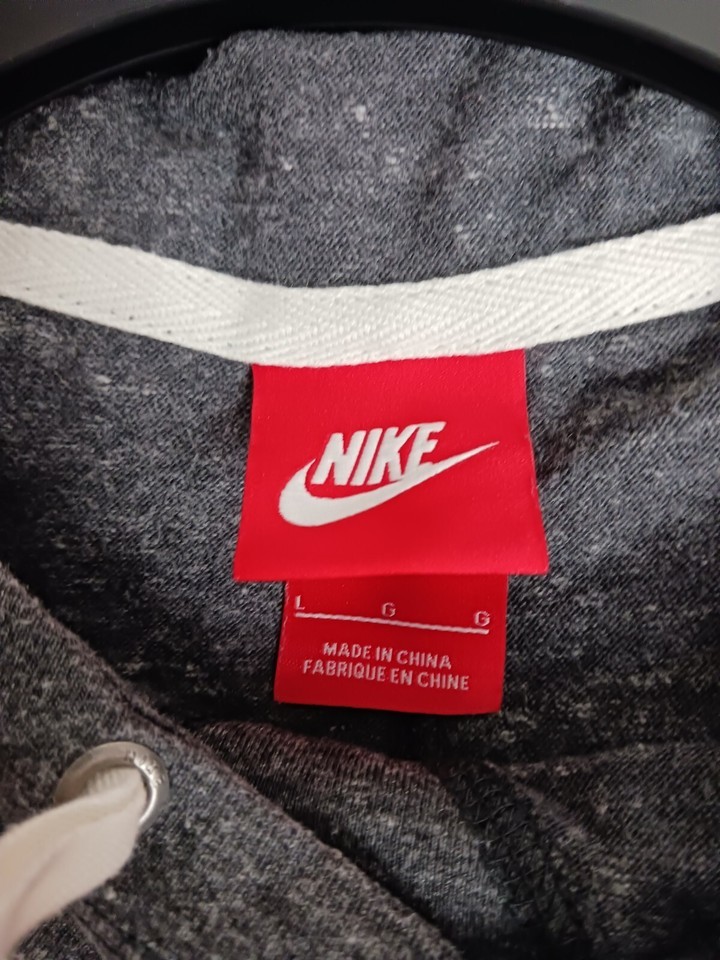 NIKE
L G G
MADE IN CHINA
FABRIQUE EN CHINE